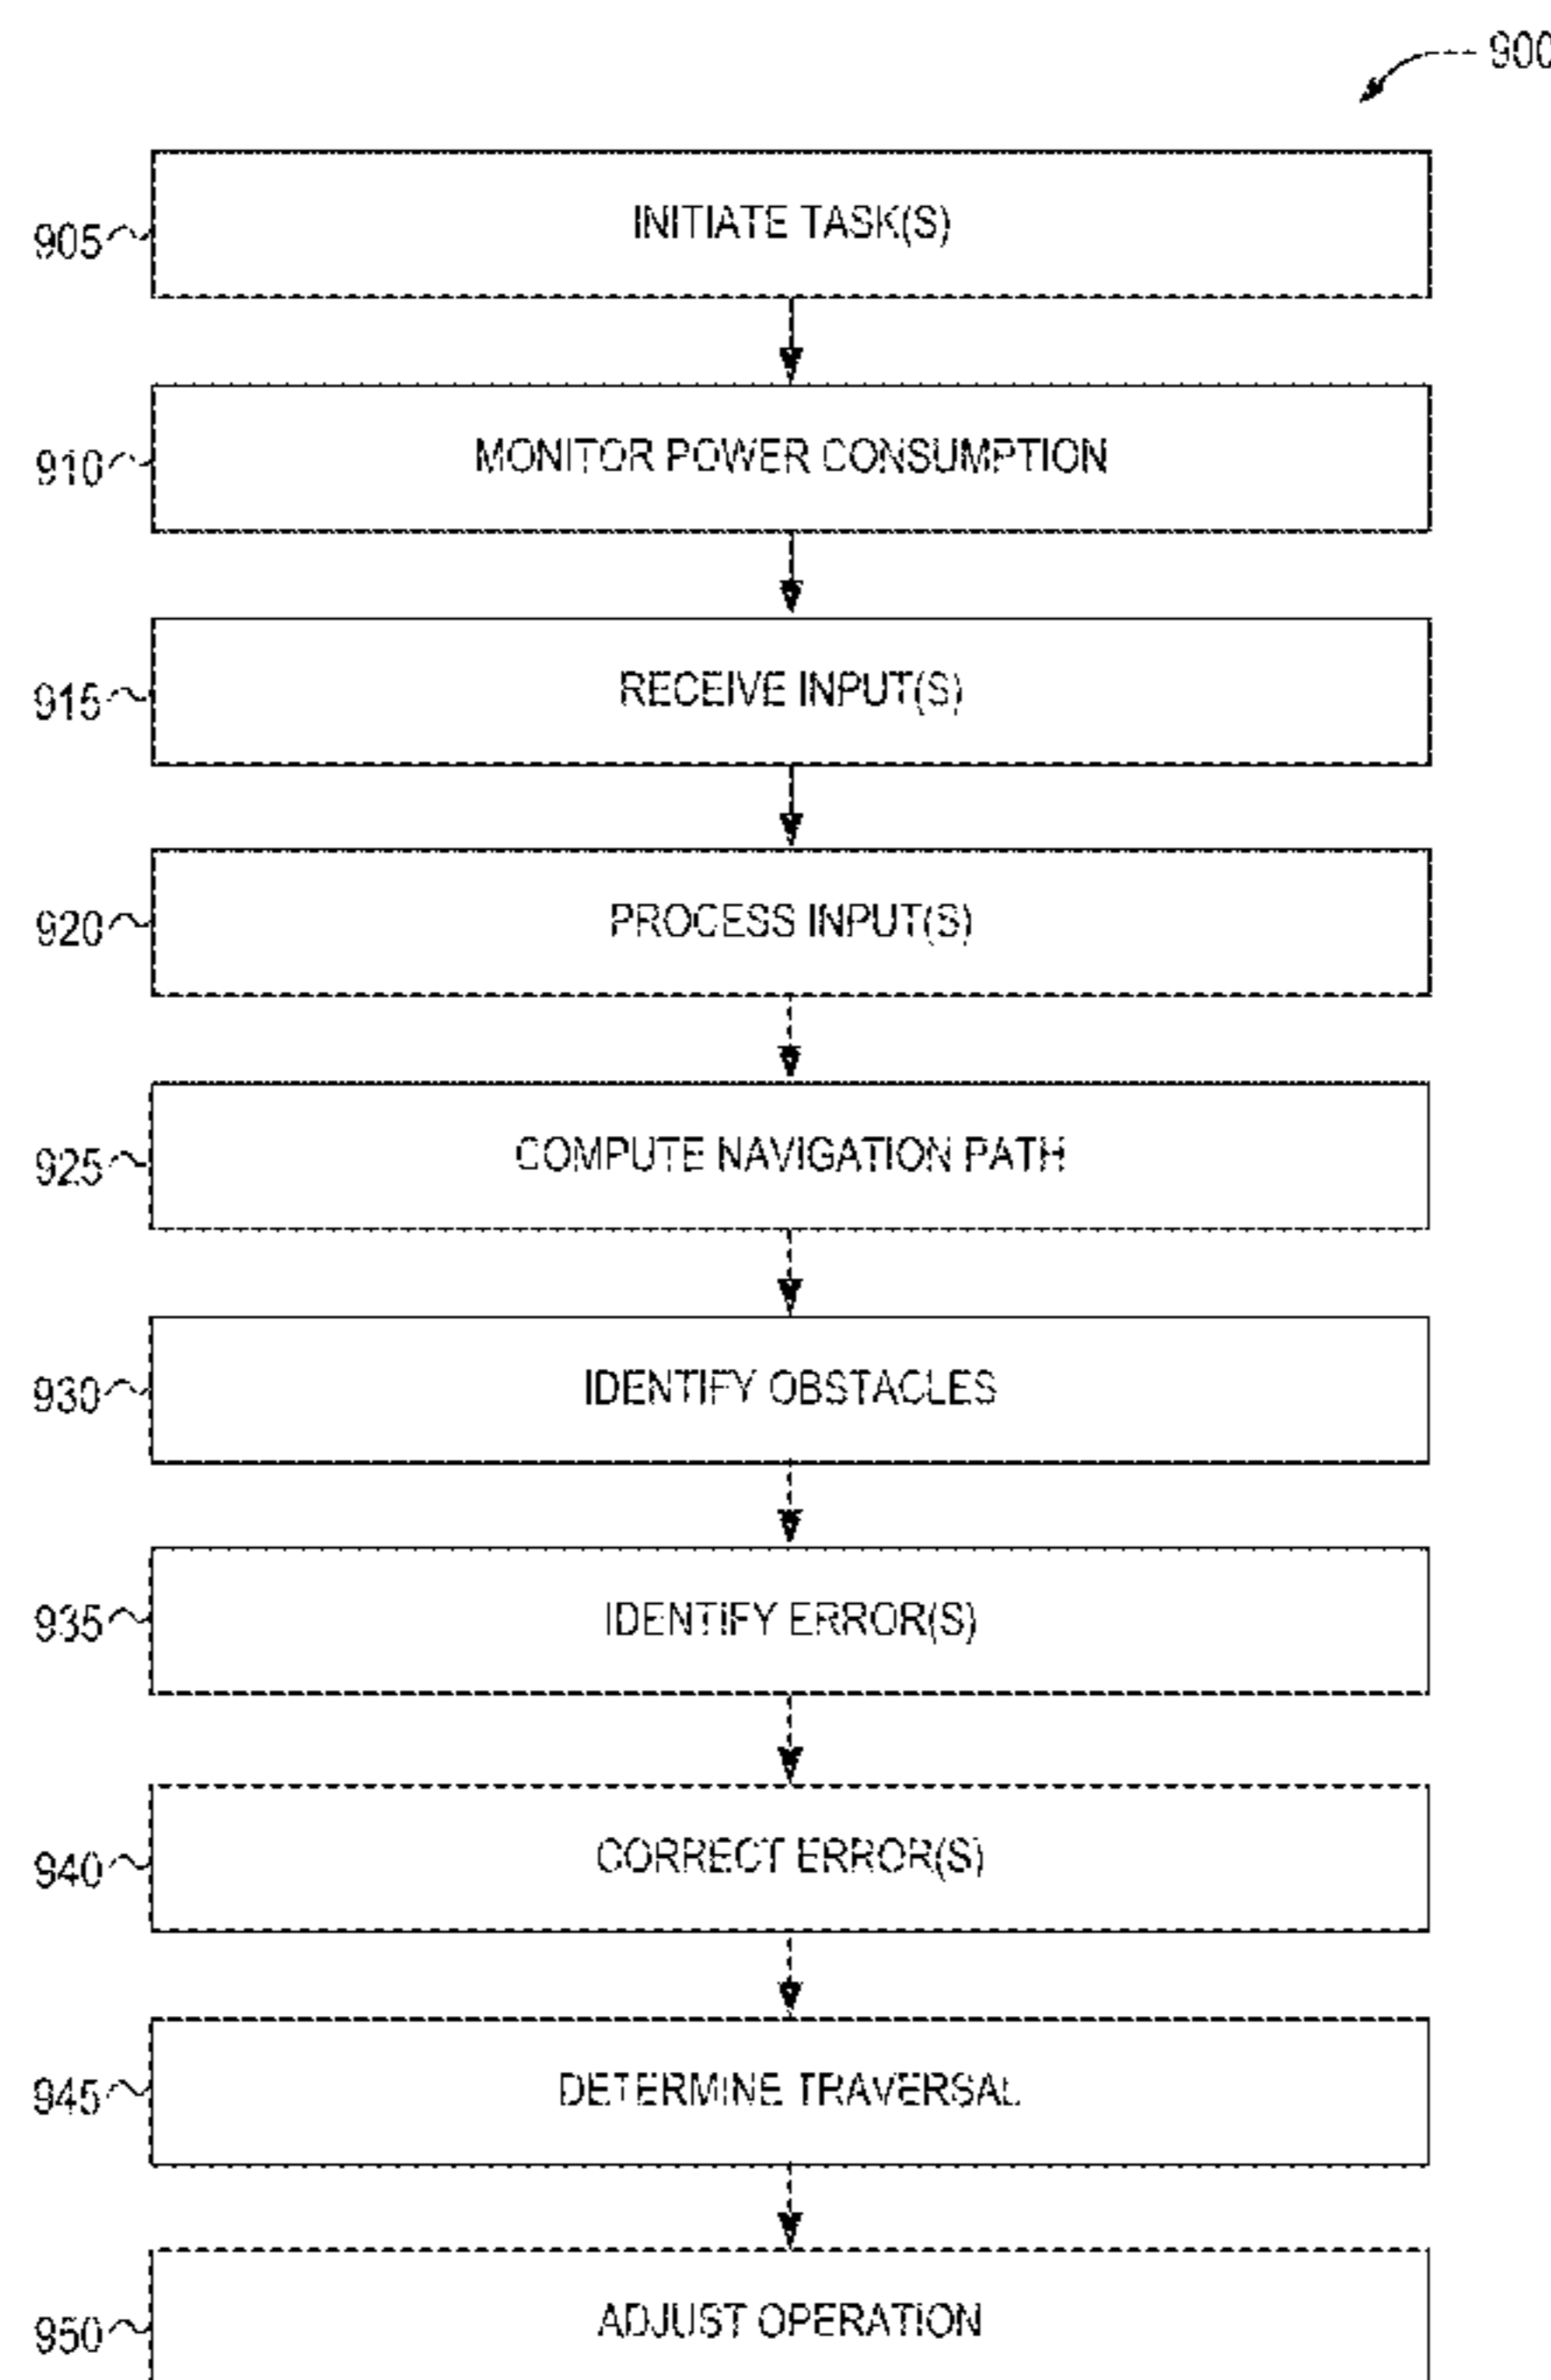 900
INITIATE TASK(S)
905
MONITOR POWER CONSUMPTION
910
RECEIVE INPUT(S)
915
PROCESS INPUT(S)
920
COMPUTE NAVIGATION PATH
925
IDENTIFY OBSTACLES
930
IDENTIFY ERROR(S)
935
CORRECT ERROR(S)
940
DETERMINE TRAVERSAL
945
ADJUST OPERATION
950